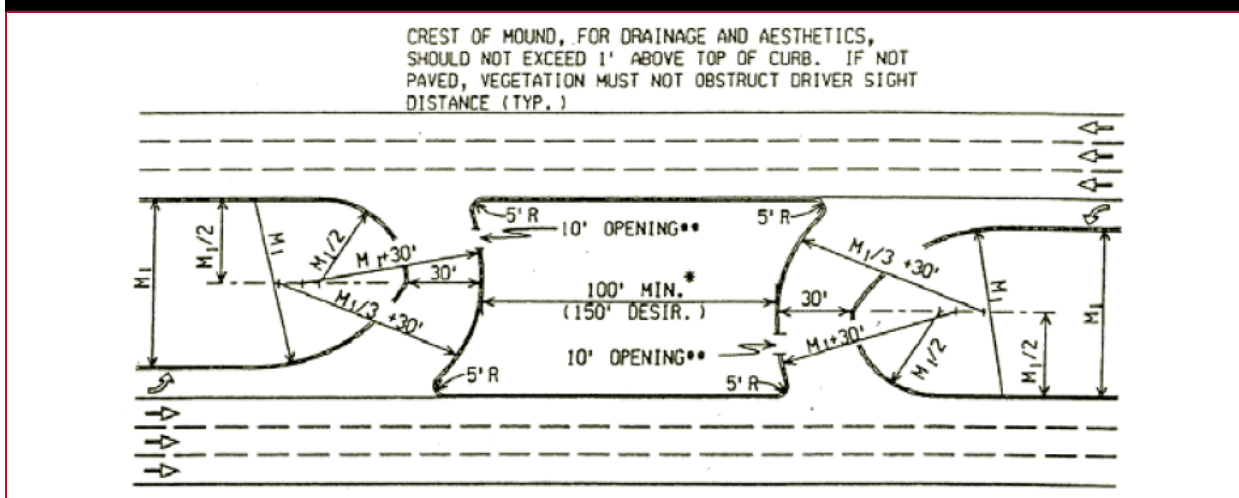 CREST OF MOUND, FOR DRAINAGE AND AESTHETICS,
SHOULD NOT EXCEED 1' ABOVE TOP OF CURB. IF NOT
PAVED, VEGETATION MUST NOT OBSTRUCT DRIVER SIGHT
DISTANCE (TYP.)
5' R
10' OPENING**
5' R
M₁
M₁/2
M₁
M₁/2
M₁+30'
30'
M₁/3 +30'
100' MIN.*
(150' DESIR.)
M₁/3 +30'
30'
M₁
M₁
M₁+30'
M₁/2
M₁/2
10' OPENING**
5' R
5' R